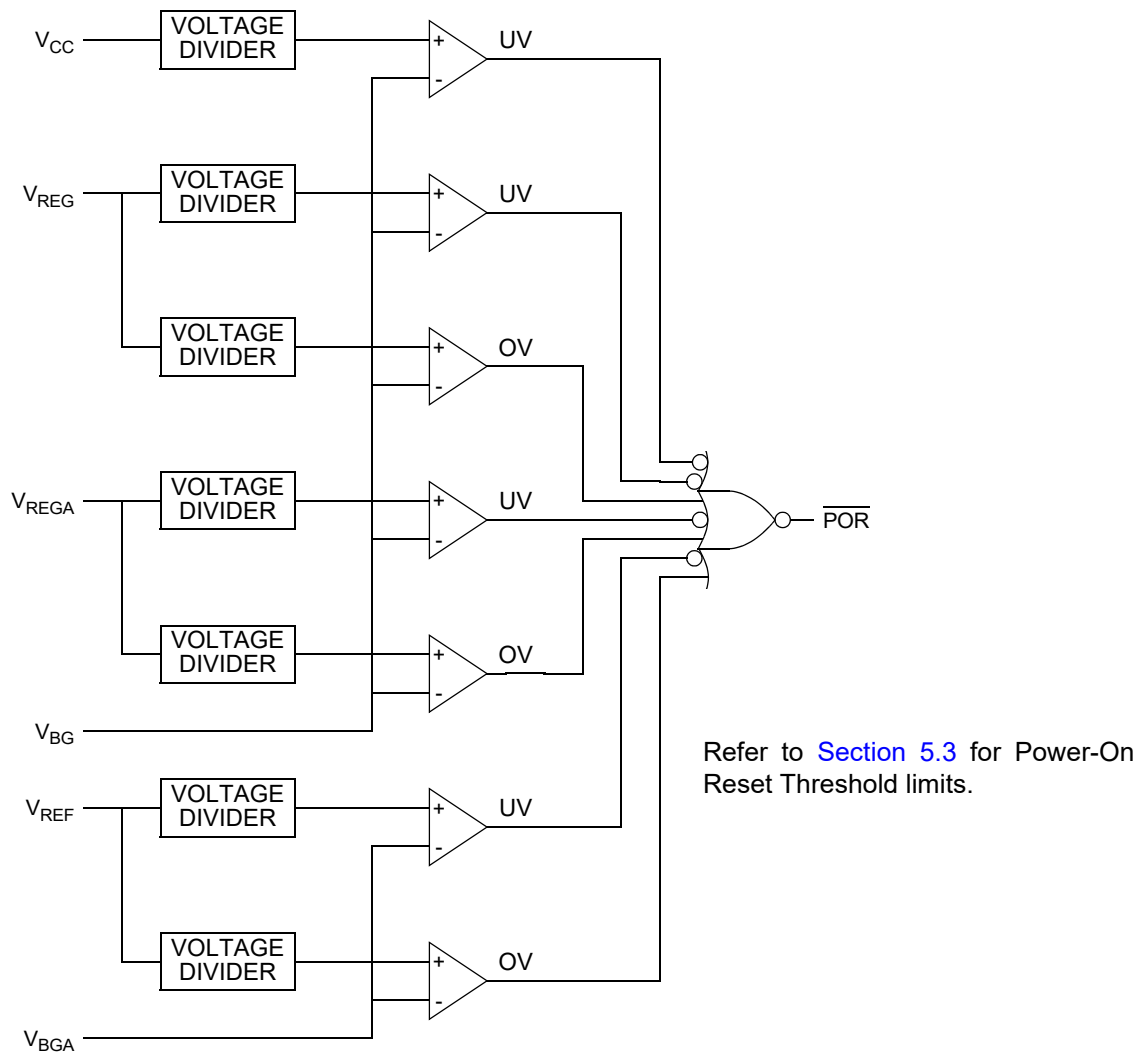 VCC
VOLTAGE
DIVIDER
+
-
UV
VREG
VOLTAGE
DIVIDER
+
-
UV
VOLTAGE
DIVIDER
+
-
OV
VREGA
VOLTAGE
DIVIDER
+
-
UV
POR
VOLTAGE
DIVIDER
+
-
OV
VBG
Refer to Section 5.3 for Power-On
Reset Threshold limits.
VREF
VOLTAGE
DIVIDER
+
-
UV
VOLTAGE
DIVIDER
+
-
OV
VBGA